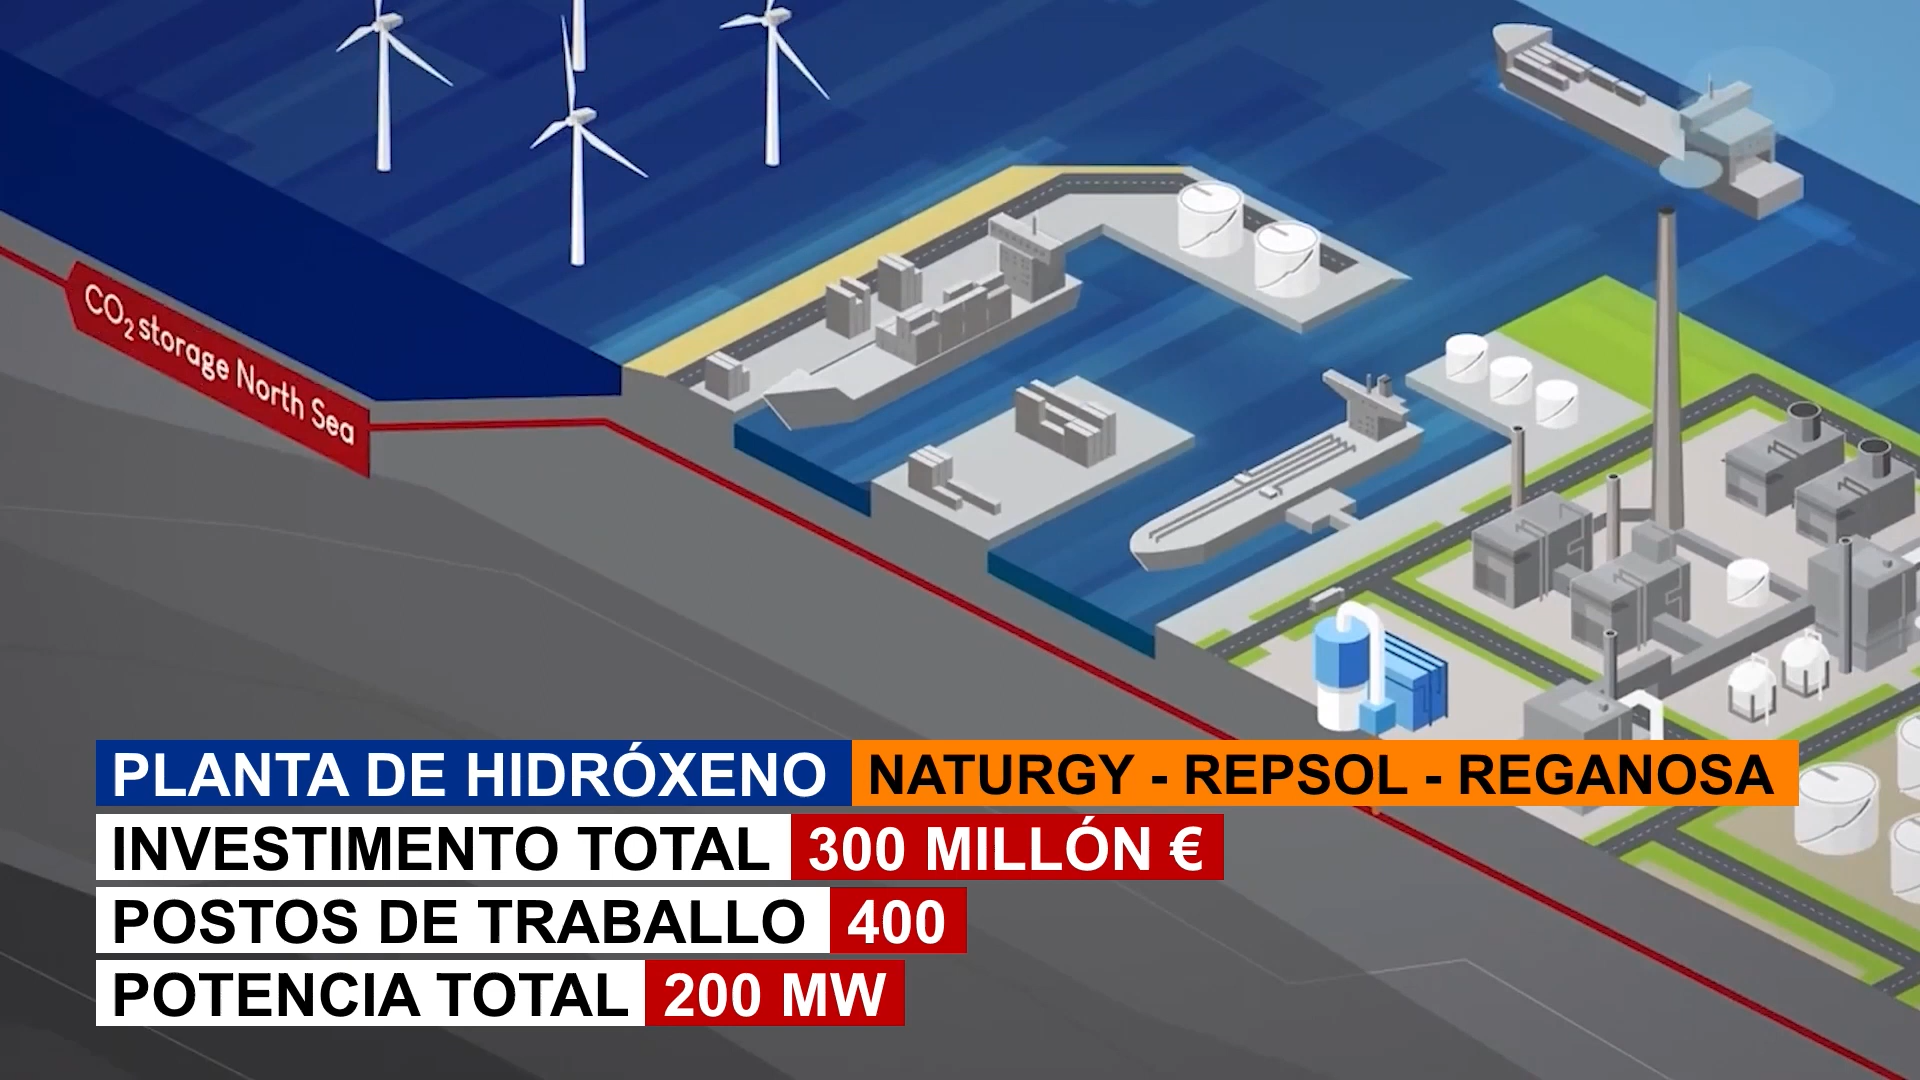 CO₂ storage North Sea
PLANTA DE HIDRÓXENO NATURGY - REPSOL - REGANOSA
INVESTIMENTO TOTAL 300 MILLÓN €
POSTOS DE TRABALLO 400
POTENCIA TOTAL 200 MW